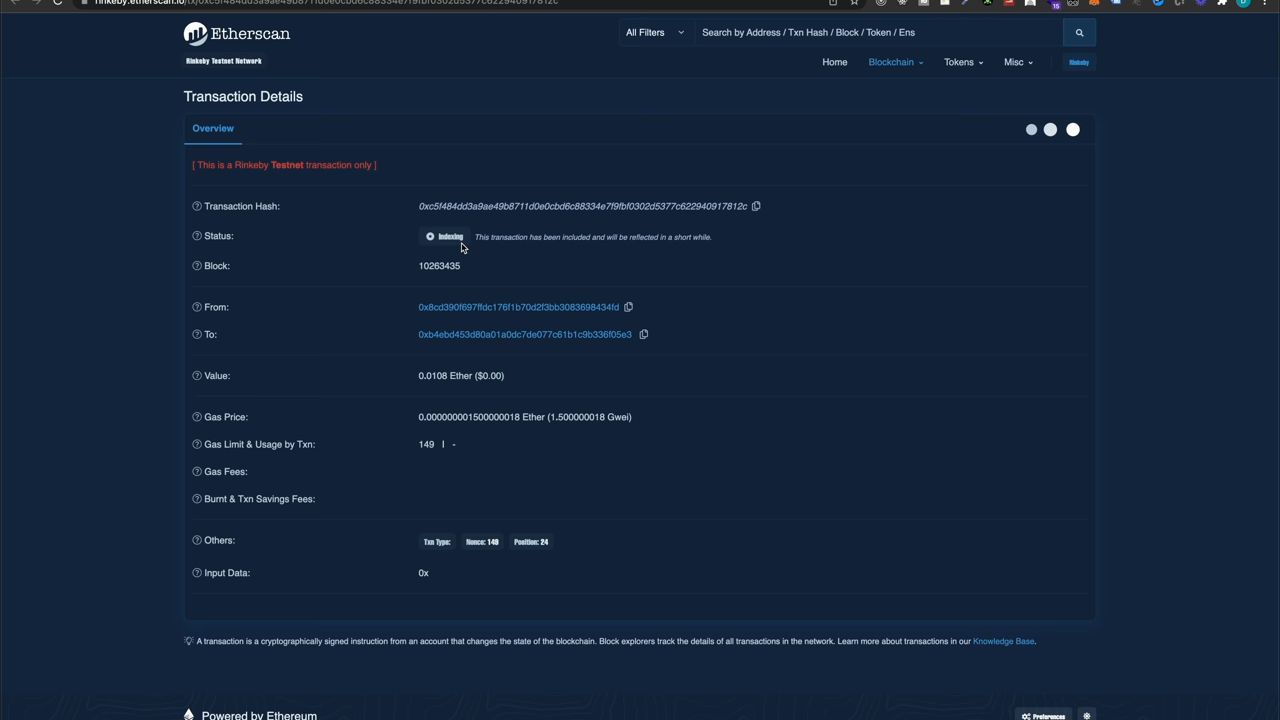 Etherscan
All Filters
Search by Address / Txn Hash / Block / Token / Ens
Rinkeby Testnet Network
Home
Blockchain
Tokens
Misc
Rinkeby
Transaction Details
Overview
[ This is a Rinkeby Testnet transaction only ]
Transaction Hash:
0xc5f484dd3a9ae49b8711d0e0cbd6c88334e7f9fbf0302d5377c622940917812c
Status:
Indexing
This transaction has been included and will be reflected in a short while.
Block:
10263435
From:
0x8cd390f697ffdc176f1b70d2f3bb3083698434fd
To:
0xb4ebd453d80a01a0dc7de077c61b1c9b336f05e3
Value:
0.0108 Ether ($0.00)
Gas Price:
0.000000001500000018 Ether (1.500000018 Gwei)
Gas Limit & Usage by Txn:
149 | -
Gas Fees:
Burnt & Txn Savings Fees:
Others:
Txn Type:
Nonce: 149
Position: 24
Input Data:
0x
A transaction is a cryptographically signed instruction from an account that changes the state of the blockchain. Block explorers track the details of all transactions in the network. Learn more about transactions in our Knowledge Base.
Powered by Ethereum
Preferences